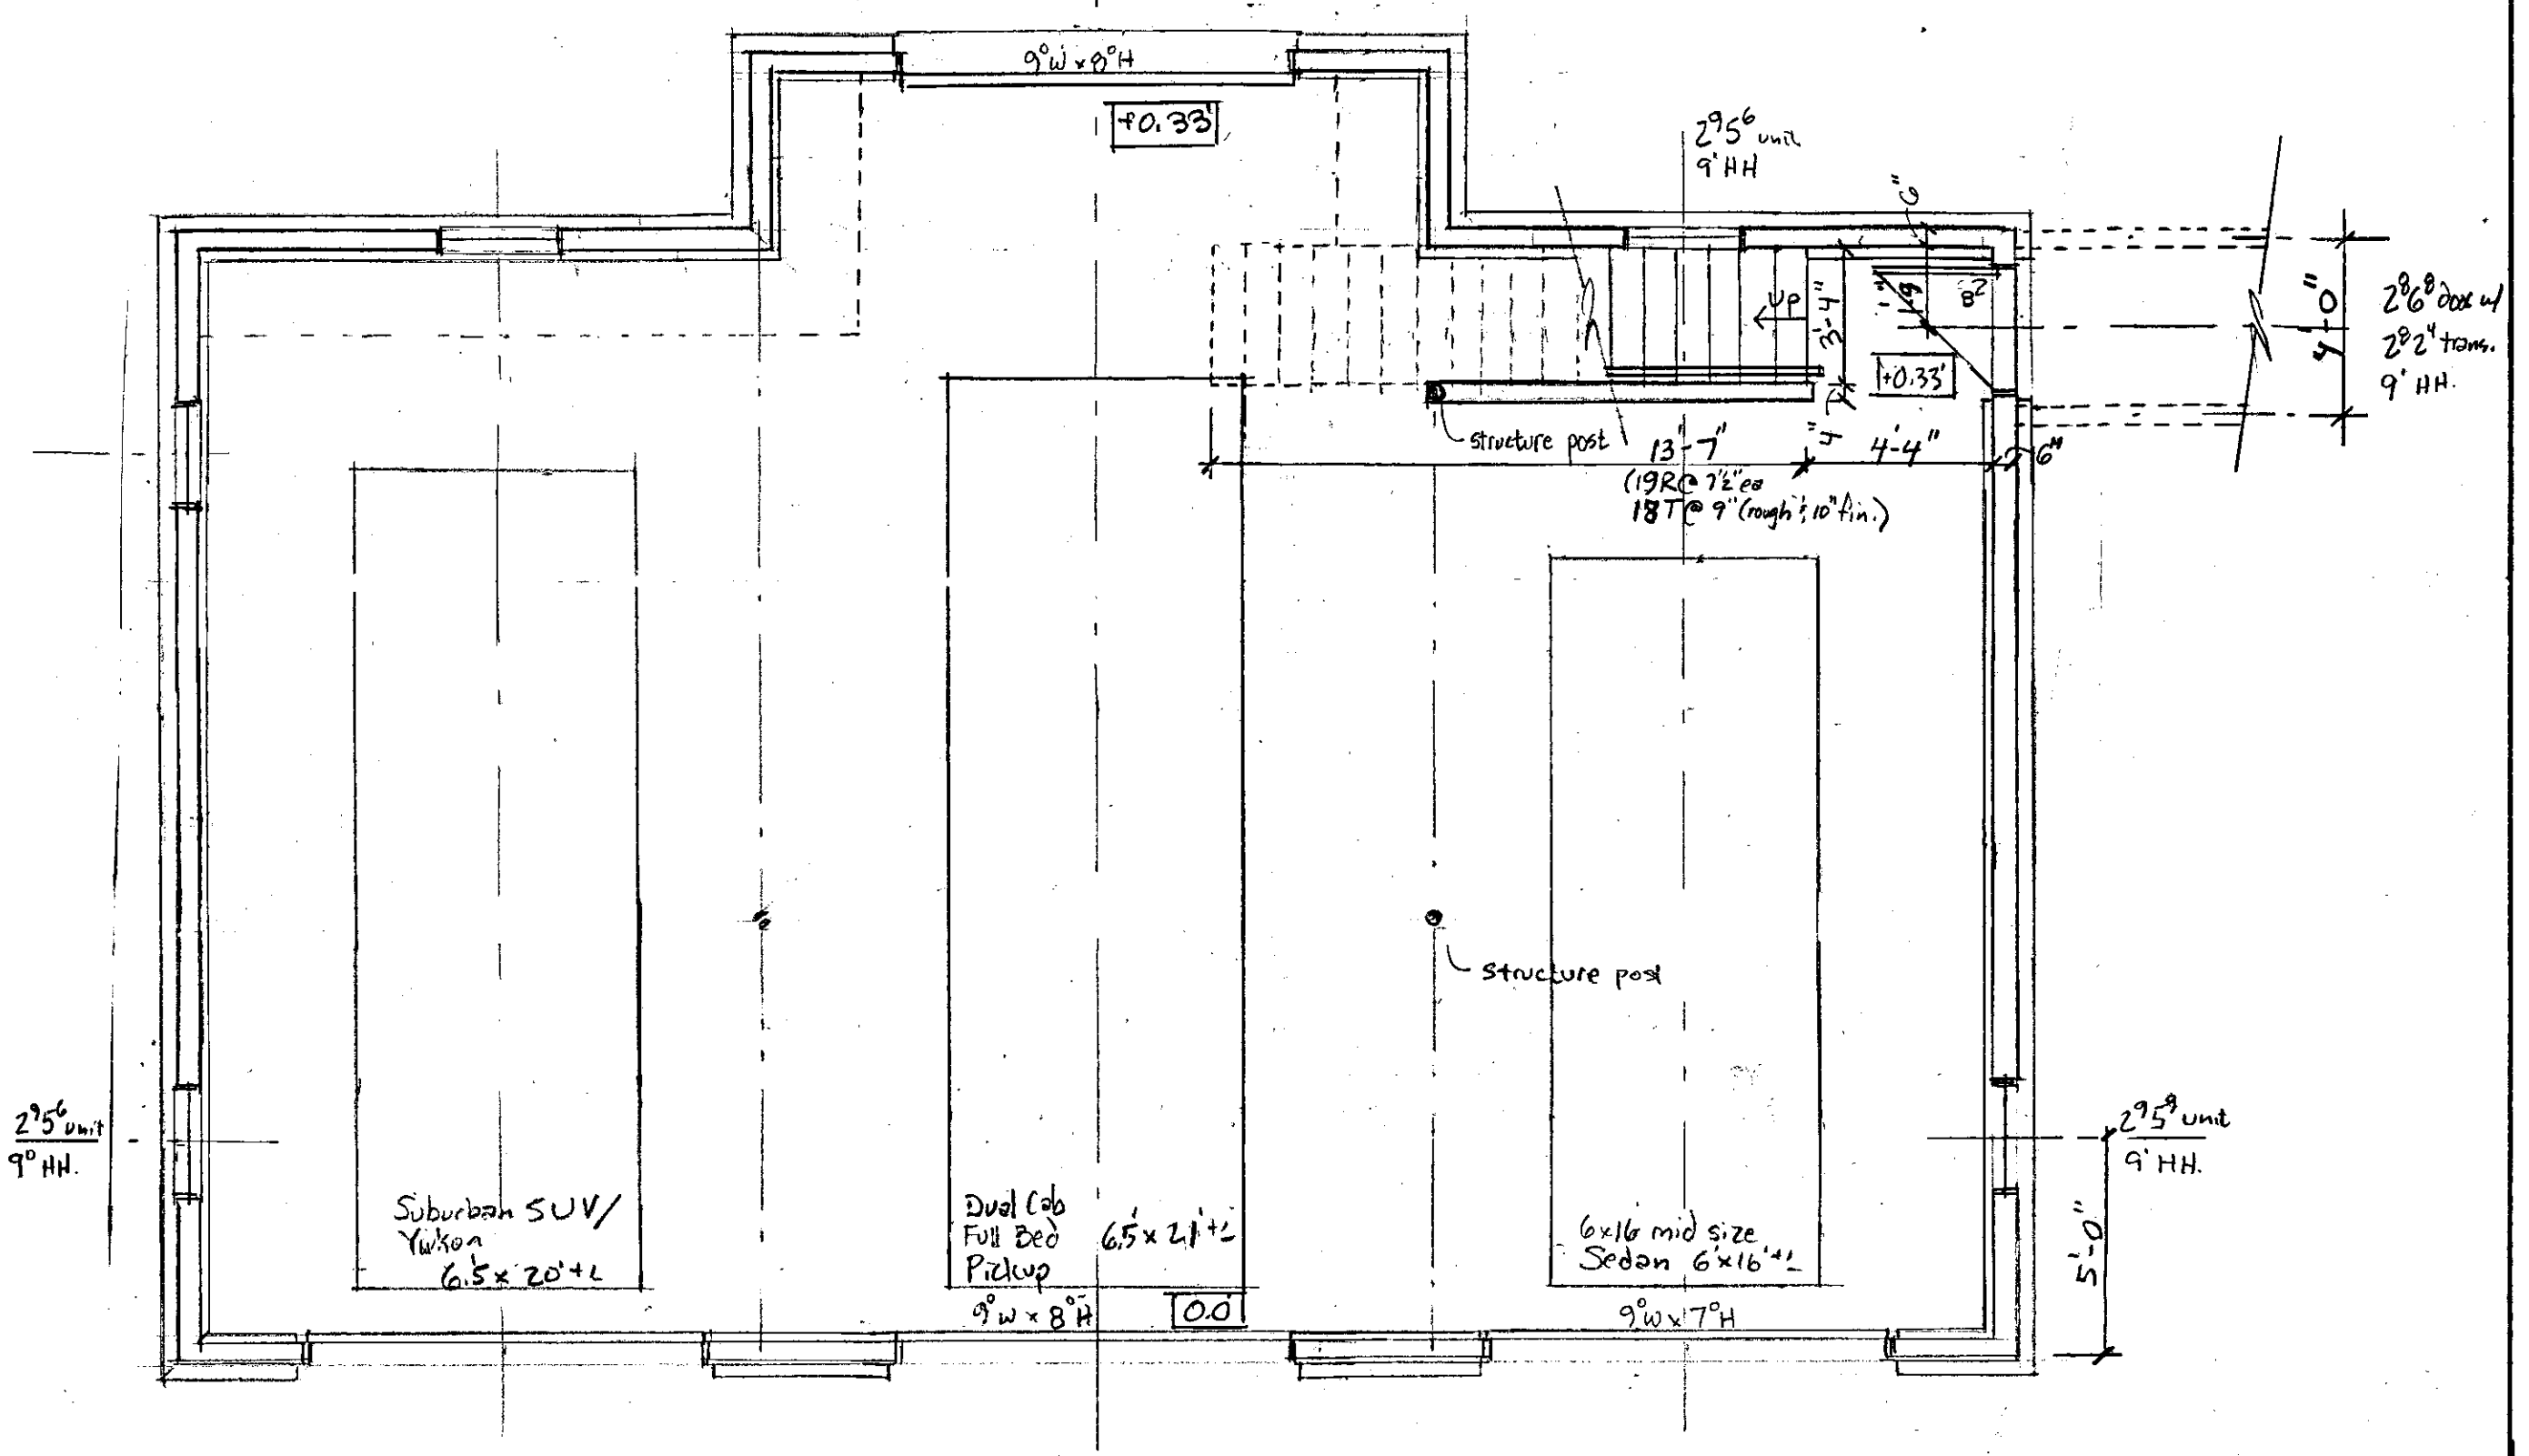 9⁰W x 8⁰H
+0.33'
2⁹5⁶ unit
9' HH
6"
8²
UP
3'-4"
+0.33'
4'-0"
2⁸6⁸ door w/
2⁸2⁴ trans.
9' HH.
structure post
4"
13'-7"
4'-4"
6"
(19R@ 7½" ea
18T @ 9" (rough; 10" fin.)
structure post
2⁹5⁶ unit
9⁰ HH.
2⁹5⁹ unit
9' HH.
5'-0"
Suburban SUV/
Yukon
6.5 x 20' +-
Dual Cab
Full Bed
Pickup
6.5' x 21' +-
6x16 mid size
Sedan 6'x16' +-
9⁰W x 8⁰H
0.0'
9⁰W x 7⁰H